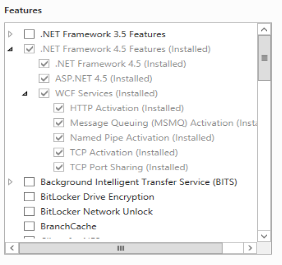 Features
.NET Framework 3.5 Features
.NET Framework 4.5 Features (Installed)
.NET Framework 4.5 (Installed)
ASP.NET 4.5 (Installed)
WCF Services (Installed)
HTTP Activation (Installed)
Message Queuing (MSMQ) Activation (Insta
Named Pipe Activation (Installed)
TCP Activation (Installed)
TCP Port Sharing (Installed)
Background Intelligent Transfer Service (BITS)
BitLocker Drive Encryption
BitLocker Network Unlock
BranchCache